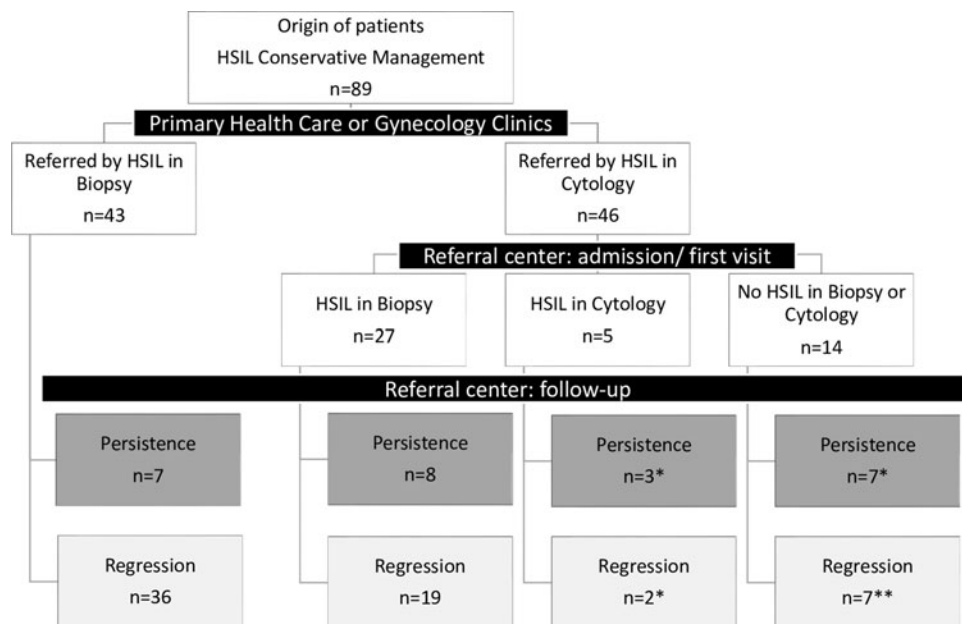 Origin of patients
HSIL Conservative Management
n=89
Primary Health Care or Gynecology Clinics
Referred by HSIL in
Biopsy
n=43
Referred by HSIL in
Cytology
n=46
Referral center: admission/ first visit
HSIL in Biopsy
n=27
HSIL in Cytology
n=5
No HSIL in Biopsy or
Cytology
n=14
Referral center: follow-up
Persistence
n=7
Persistence
n=8
Persistence
n=3*
Persistence
n=7*
Regression
n=36
Regression
n=19
Regression
n=2*
Regression
n=7**